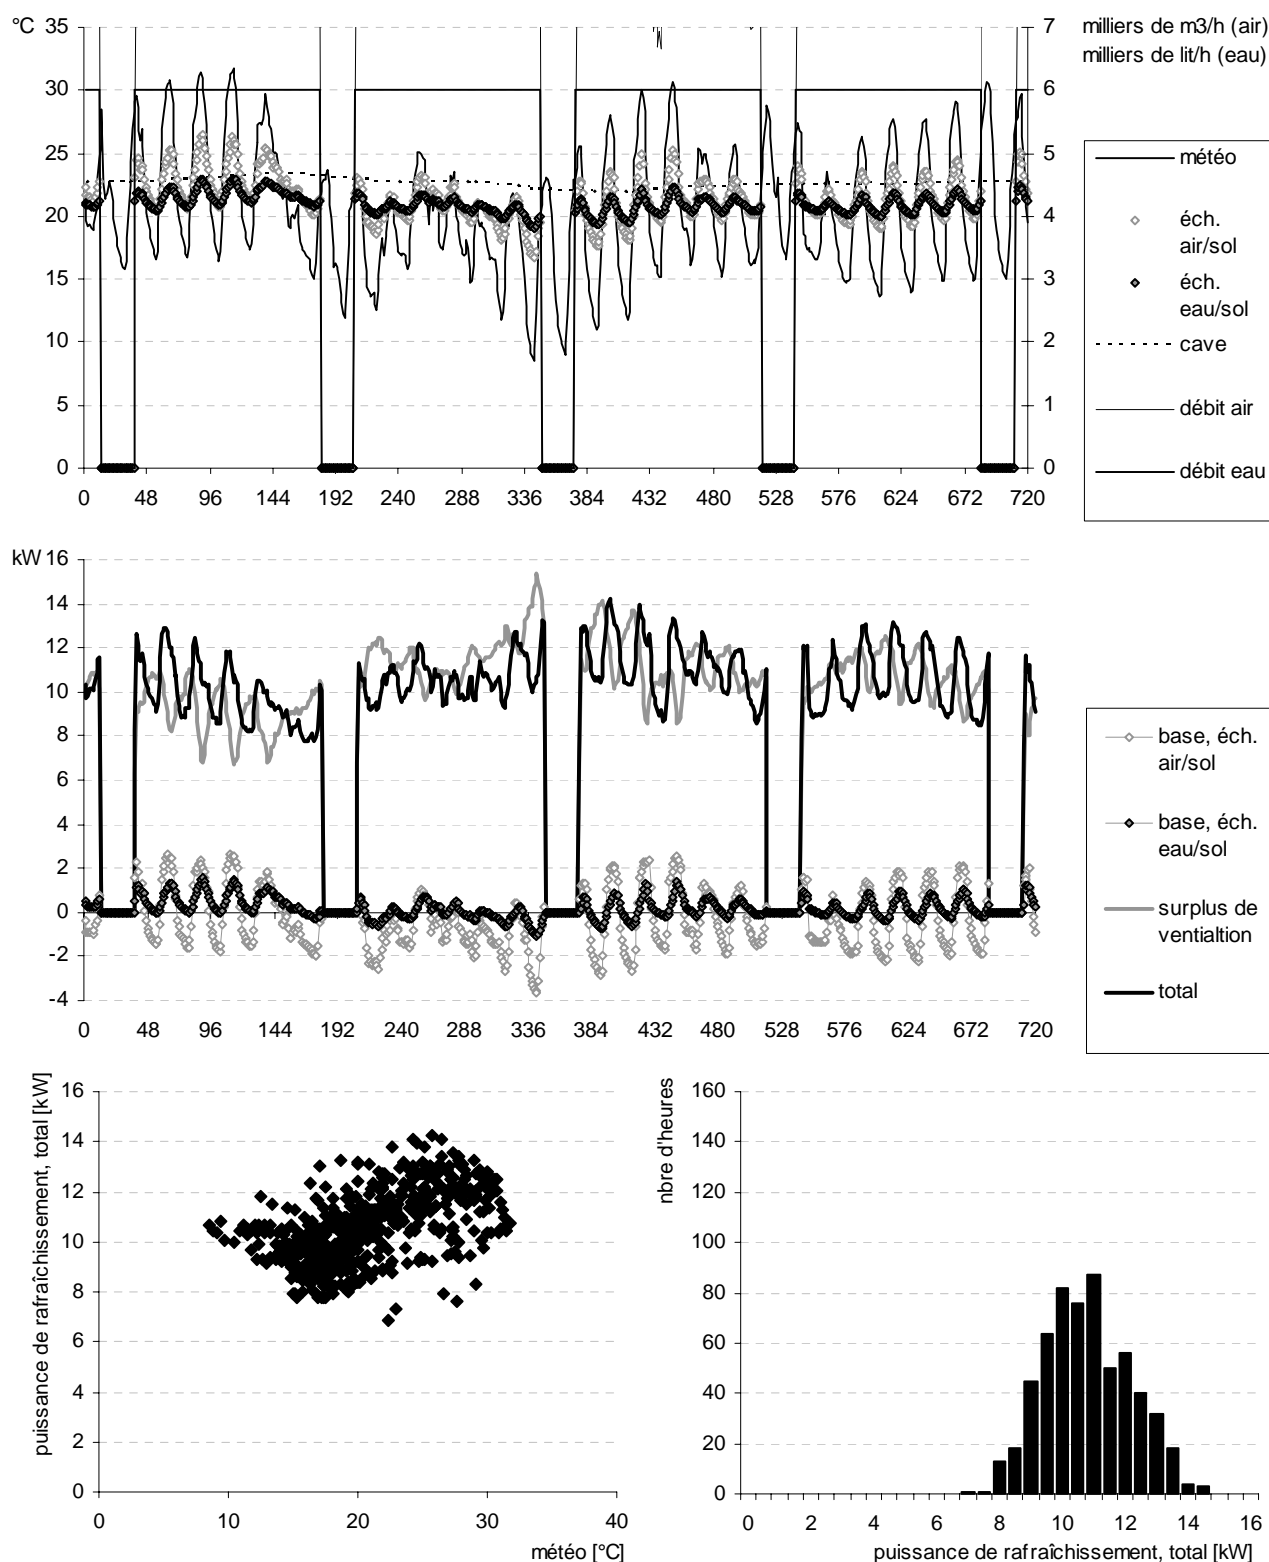 °C
35
30
25
20
15
10
5
0
7
6
5
4
3
2
1
0
milliers de m3/h (air)
milliers de lit/h (eau)
météo
éch.
air/sol
éch.
eau/sol
cave
débit air
débit eau
0 48 96 144 192 240 288 336 384 432 480 528 576 624 672 720
kW
16
14
12
10
8
6
4
2
0
-2
-4
base, éch.
air/sol
base, éch.
eau/sol
surplus de
ventialtion
total
0 48 96 144 192 240 288 336 384 432 480 528 576 624 672 720
puissance de rafraîchissement, total [kW]
16
14
12
10
8
6
4
2
0
0 10 20 30 40
météo [°C]
nbre d'heures
160
140
120
100
80
60
40
20
0
0 2 4 6 8 10 12 14 16
puissance de rafraîchissement, total [kW]